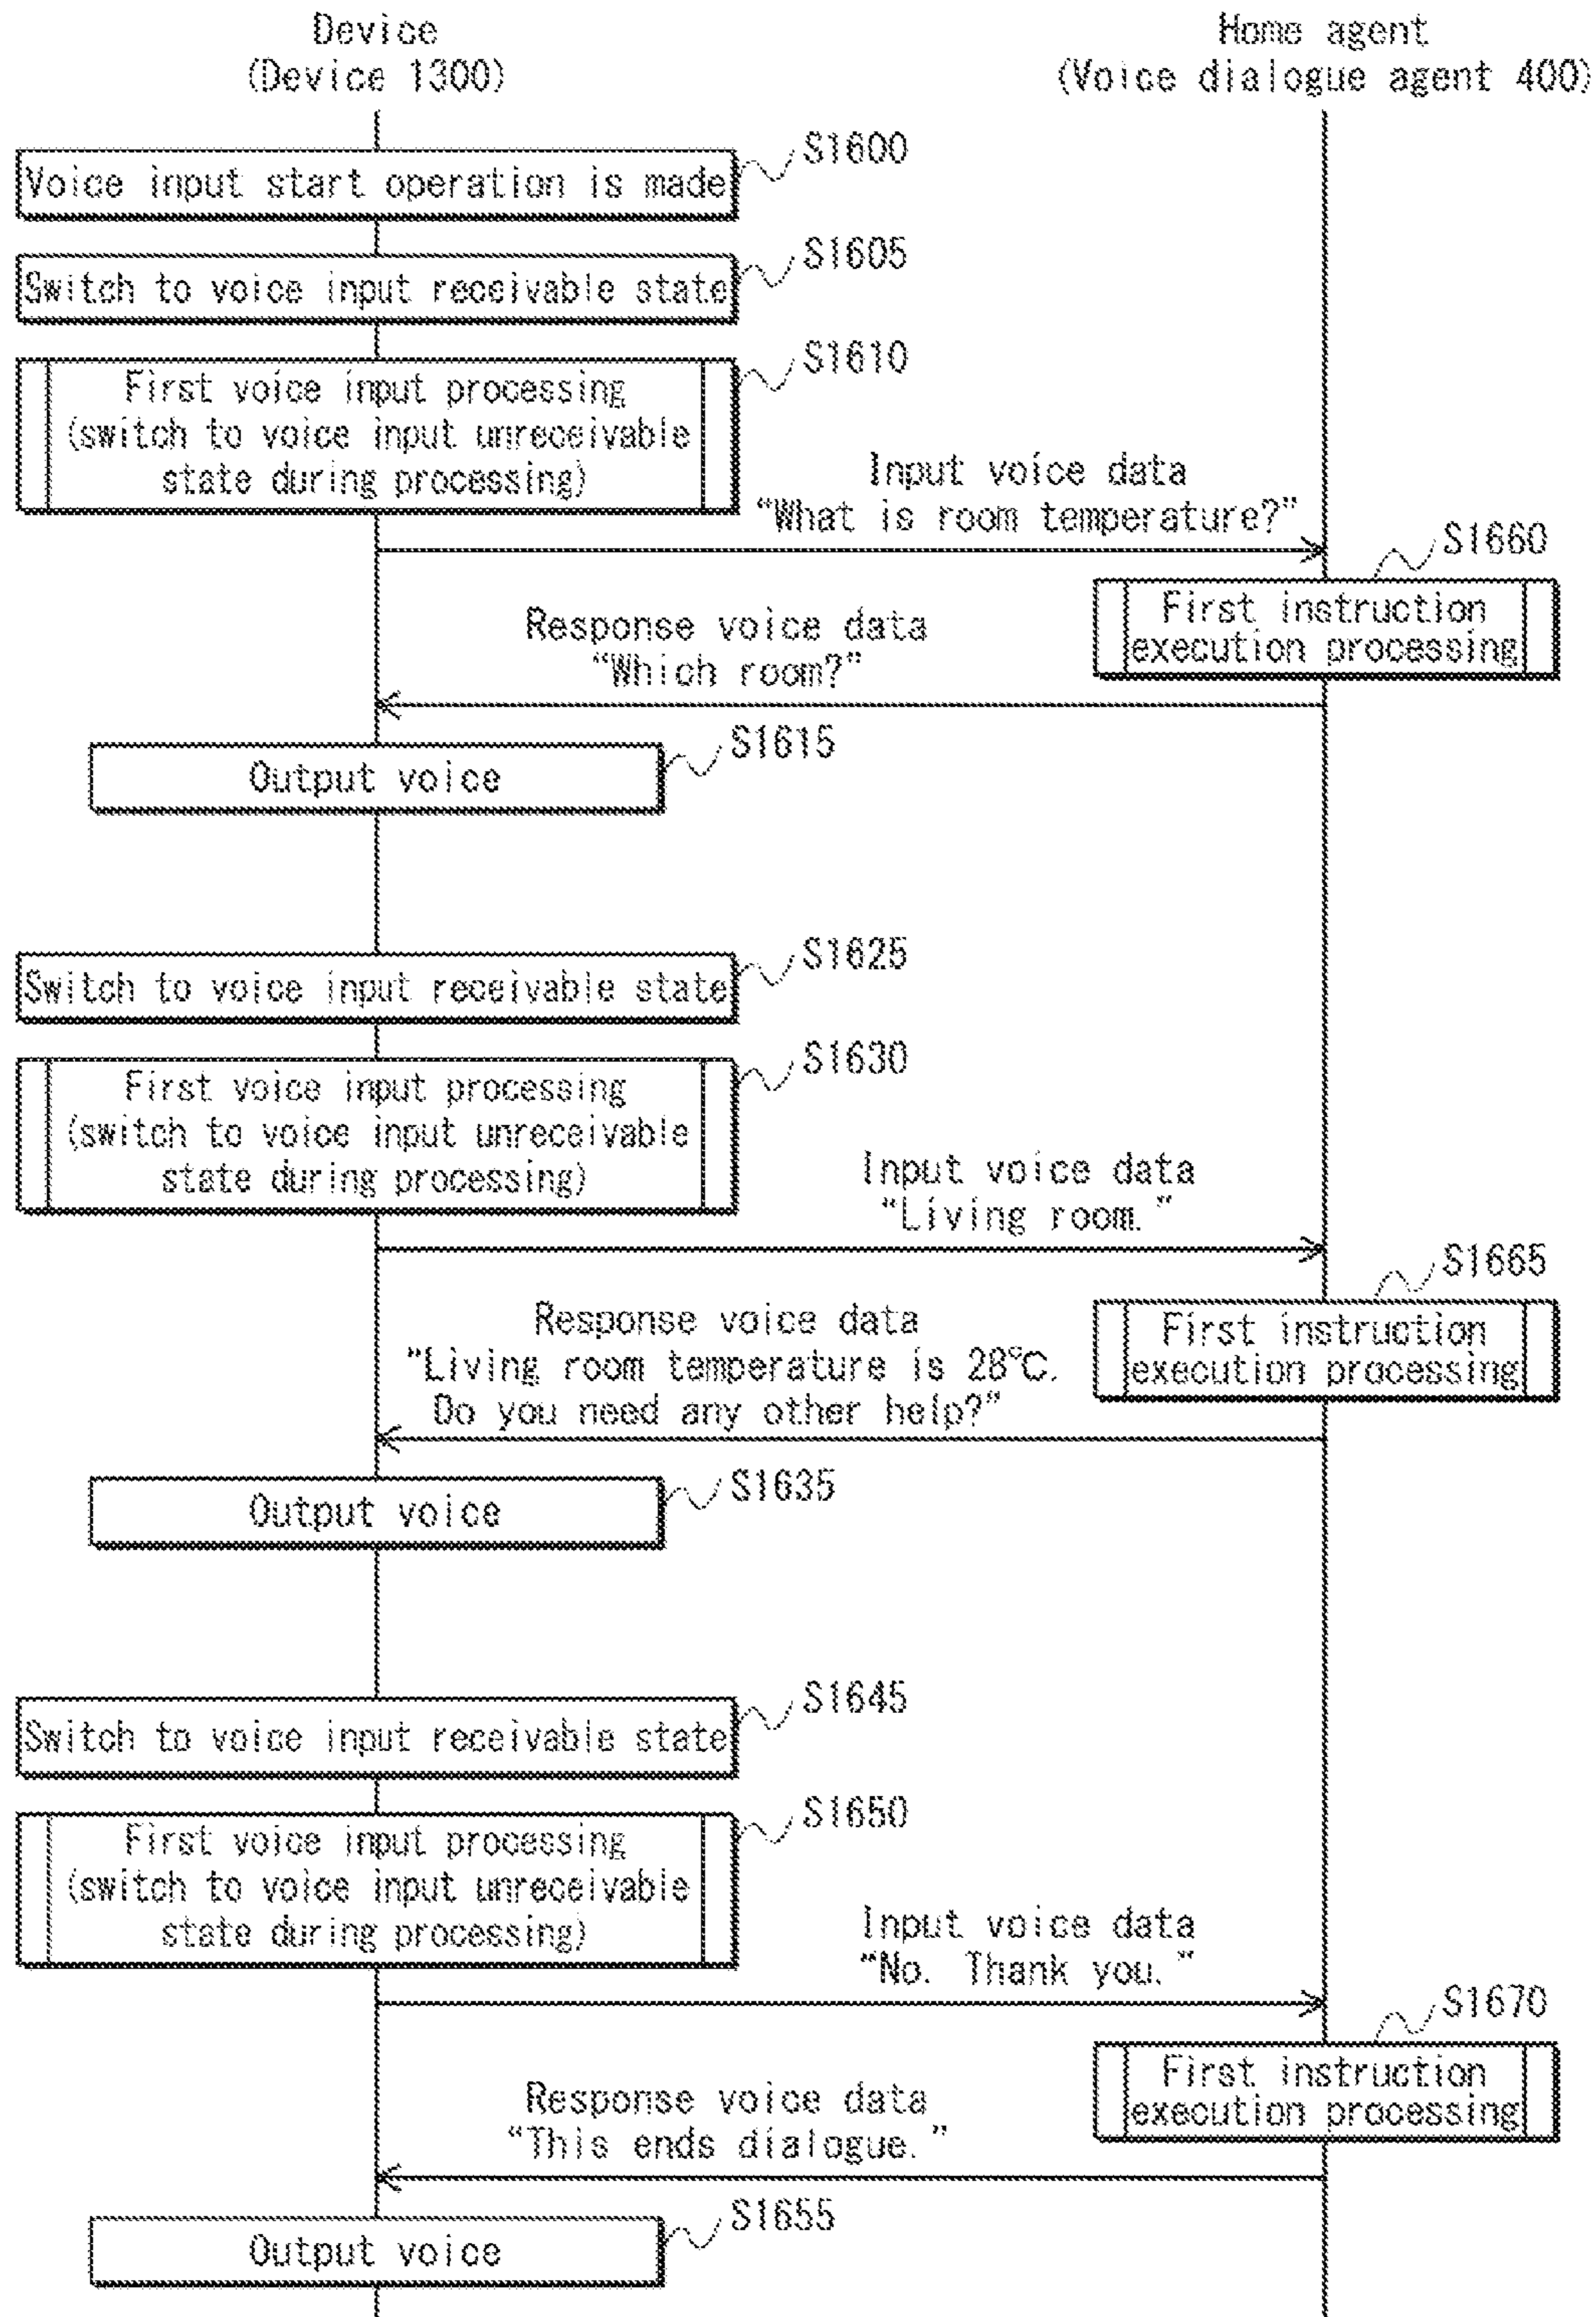 Device
(Device 1300)
Home agent
(Voice dialogue agent 400)
Voice input start operation is made
S1600
Switch to voice input receivable state
S1605
First voice input processing
(switch to voice input unreceivable
state during processing)
S1610
Input voice data
“What is room temperature?”
S1660
First instruction
execution processing
Response voice data
“Which room?”
Output voice
S1615
Switch to voice input receivable state
S1625
First voice input processing
(switch to voice input unreceivable
state during processing)
S1630
Input voice data
“Living room.”
S1665
First instruction
execution processing
Response voice data
“Living room temperature is 28℃.
Do you need any other help?”
Output voice
S1635
Switch to voice input receivable state
S1645
First voice input processing
(switch to voice input unreceivable
state during processing)
S1650
Input voice data
“No. Thank you.”
S1670
First instruction
execution processing
Response voice data
“This ends dialogue.”
Output voice
S1655